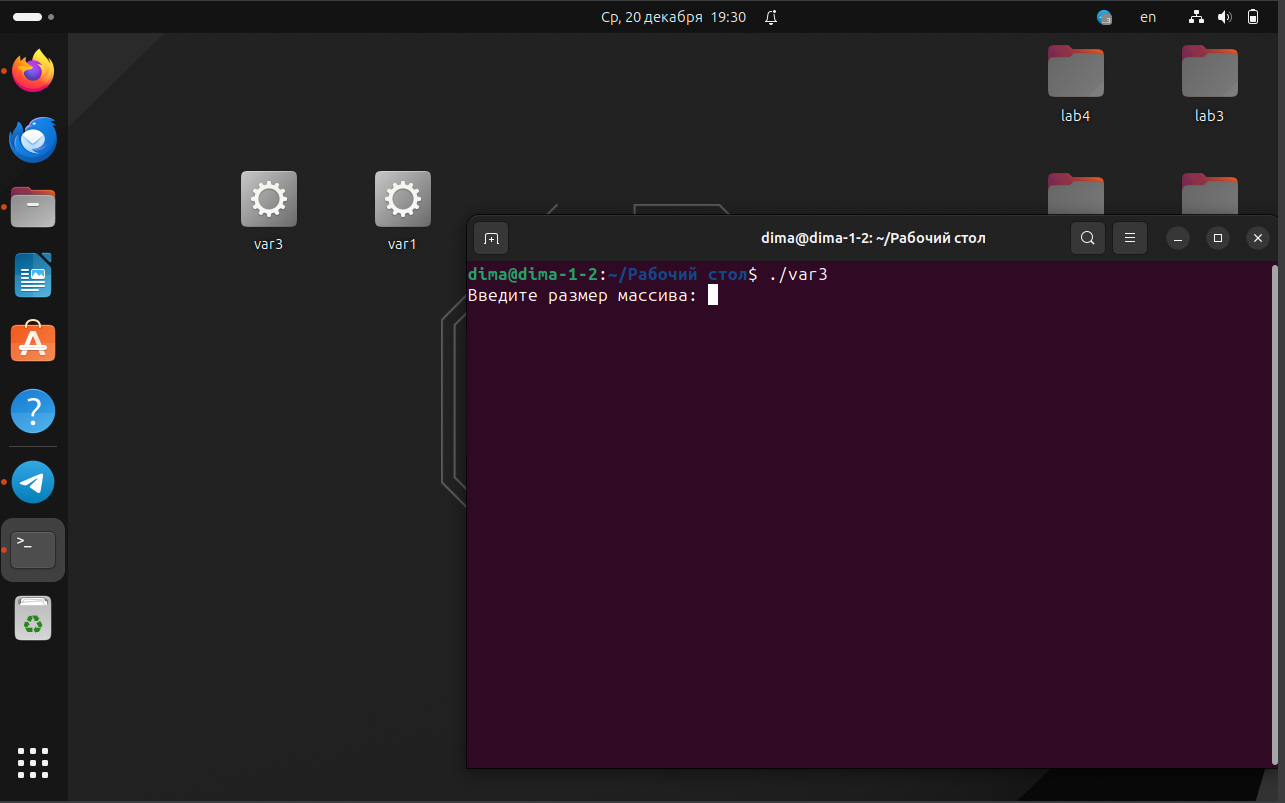 Ср, 20 декабря 19:30
en
lab4
lab3
var3
var1
dima@dima-1-2: ~/Рабочий стол
dima@dima-1-2:~/Рабочий стол$ ./var3
Введите размер массива: